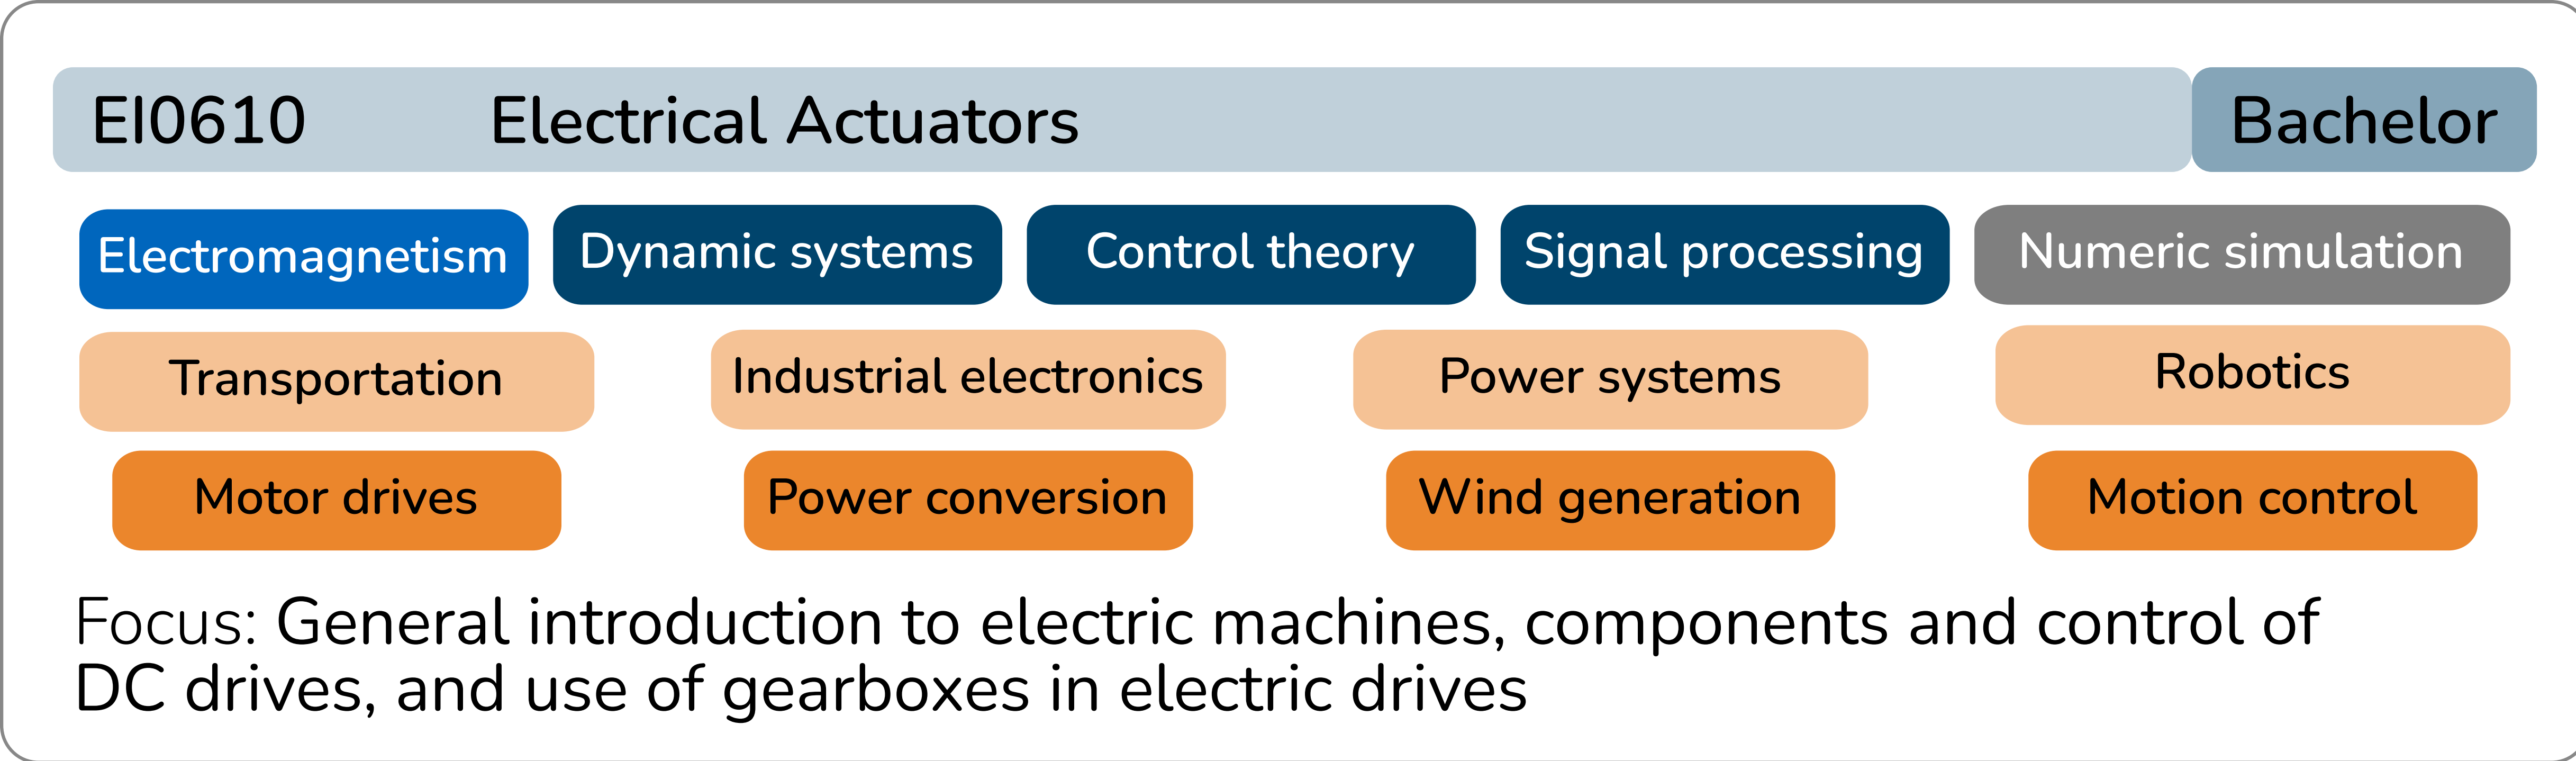 EI0610 Electrical Actuators Bachelor
Electromagnetism Dynamic systems Control theory Signal processing Numeric simulation
Transportation Industrial electronics Power systems Robotics
Motor drives Power conversion Wind generation Motion control
Focus: General introduction to electric machines, components and control of
DC drives, and use of gearboxes in electric drives